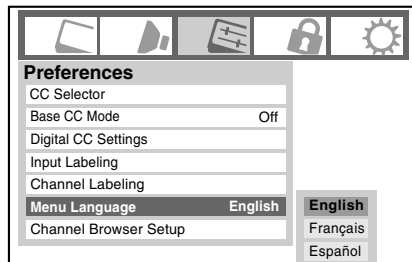 Preferences
CC Selector
Base CC Mode Off
Digital CC Settings
Input Labeling
Channel Labeling
Menu Language English
Channel Browser Setup
English
Français
Español